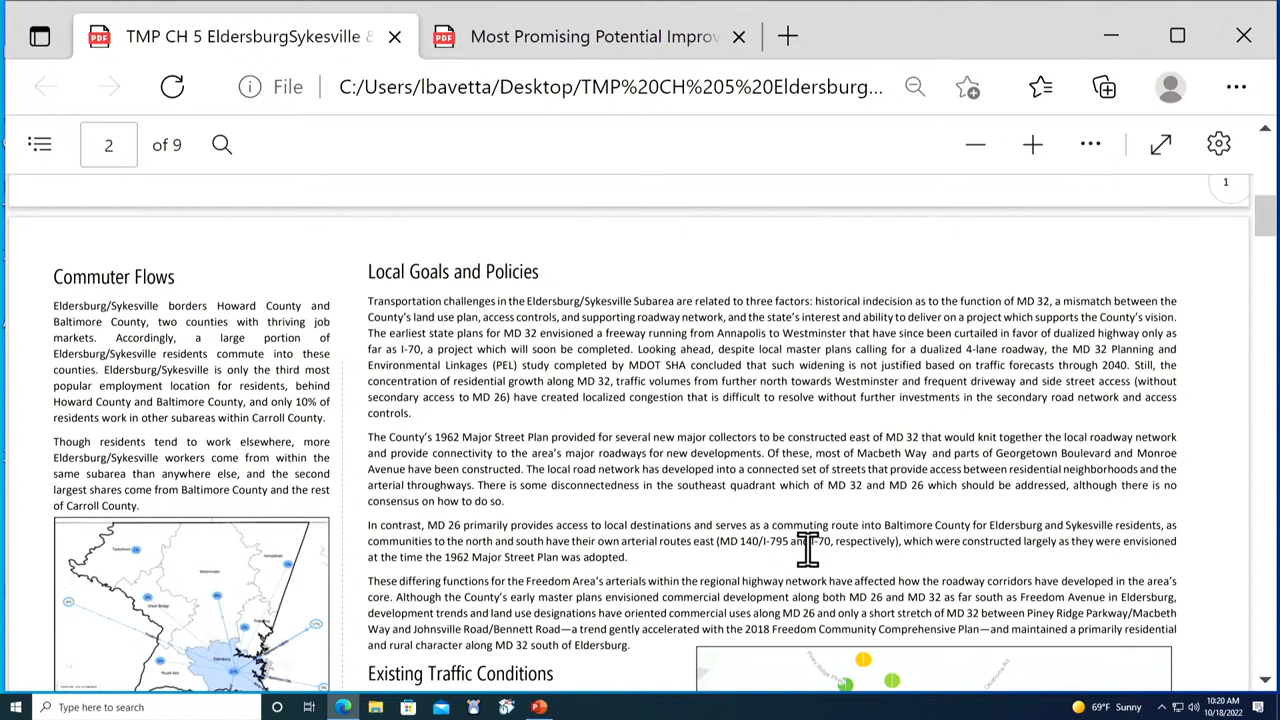 TMP CH 5 EldersburgSykesville &
Most Promising Potential Improv
File
C:/Users/lbavetta/Desktop/TMP%20CH%205%20Eldersburg...
2 of 9
1
Commuter Flows
Eldersburg/Sykesville borders Howard County and
Baltimore County, two counties with thriving job
markets. Accordingly, a large portion of
Eldersburg/Sykesville residents commute into these
counties. Eldersburg/Sykesville is only the third most
popular employment location for residents, behind
Howard County and Baltimore County, and only 10% of
residents work in other subareas within Carroll County.
Though residents tend to work elsewhere, more
Eldersburg/Sykesville workers come from within the
same subarea than anywhere else, and the second
largest shares come from Baltimore County and the rest
of Carroll County.
Taneytown
Hampstead
Westminster
Union Bridge
Eldersburg
Mount Airy
Baltimore City
Local Goals and Policies
Transportation challenges in the Eldersburg/Sykesville Subarea are related to three factors: historical indecision as to the function of MD 32, a mismatch between the
County's land use plan, access controls, and supporting roadway network, and the state's interest and ability to deliver on a project which supports the County's vision.
The earliest state plans for MD 32 envisioned a freeway running from Annapolis to Westminster that have since been curtailed in favor of dualized highway only as
far as I-70, a project which will soon be completed. Looking ahead, despite local master plans calling for a dualized 4-lane roadway, the MD 32 Planning and
Environmental Linkages (PEL) study completed by MDOT SHA concluded that such widening is not justified based on traffic forecasts through 2040. Still, the
concentration of residential growth along MD 32, traffic volumes from further north towards Westminster and frequent driveway and side street access (without
secondary access to MD 26) have created localized congestion that is difficult to resolve without further investments in the secondary road network and access
controls.
The County's 1962 Major Street Plan provided for several new major collectors to be constructed east of MD 32 that would knit together the local roadway network
and provide connectivity to the area's major roadways for new developments. Of these, most of Macbeth Way and parts of Georgetown Boulevard and Monroe
Avenue have been constructed. The local road network has developed into a connected set of streets that provide access between residential neighborhoods and the
arterial throughways. There is some disconnectedness in the southeast quadrant which of MD 32 and MD 26 which should be addressed, although there is no
consensus on how to do so.
In contrast, MD 26 primarily provides access to local destinations and serves as a commuting route into Baltimore County for Eldersburg and Sykesville residents, as
communities to the north and south have their own arterial routes east (MD 140/I-795 and I-70, respectively), which were constructed largely as they were envisioned
at the time the 1962 Major Street Plan was adopted.
These differing functions for the Freedom Area's arterials within the regional highway network have affected how the roadway corridors have developed in the area's
core. Although the County's early master plans envisioned commercial development along both MD 26 and MD 32 as far south as Freedom Avenue in Eldersburg,
development trends and land use designations have oriented commercial uses along MD 26 and only a short stretch of MD 32 between Piney Ridge Parkway/Macbeth
Way and Johnsville Road/Bennett Road—a trend gently accelerated with the 2018 Freedom Community Comprehensive Plan—and maintained a primarily residential
and rural character along MD 32 south of Eldersburg.
Existing Traffic Conditions
Piney Ridge
Oklahoma Rd
Type here to search
69°F Sunny
10:20 AM
10/18/2022